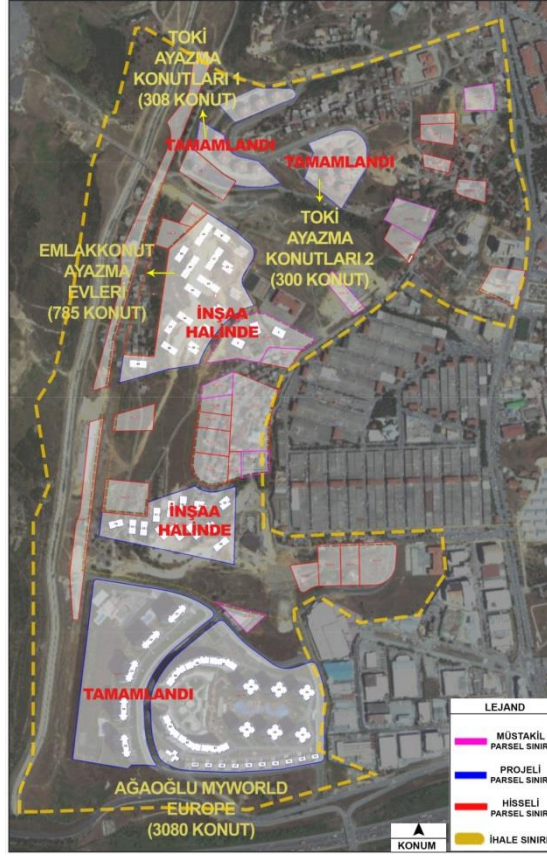 TOKİ
AYAZMA
KONUTLARI 1
(308 KONUT)
TAMAMLANDI
TAMAMLANDI
TOKİ
AYAZMA
KONUTLARI 2
(300 KONUT)
EMLAKKONUT
AYAZMA
EVLERİ
(785 KONUT)
İNŞAA
HALİNDE
İNŞAA
HALİNDE
TAMAMLANDI
AĞAOĞLU MYWORLD
EUROPE
(3080 KONUT)
LEJAND
MÜSTAKİL
PARSEL SINIRI
PROJELİ
PARSEL SINIRI
HİSSELİ
PARSEL SINIRI
İHALE SINIRI
KONUM